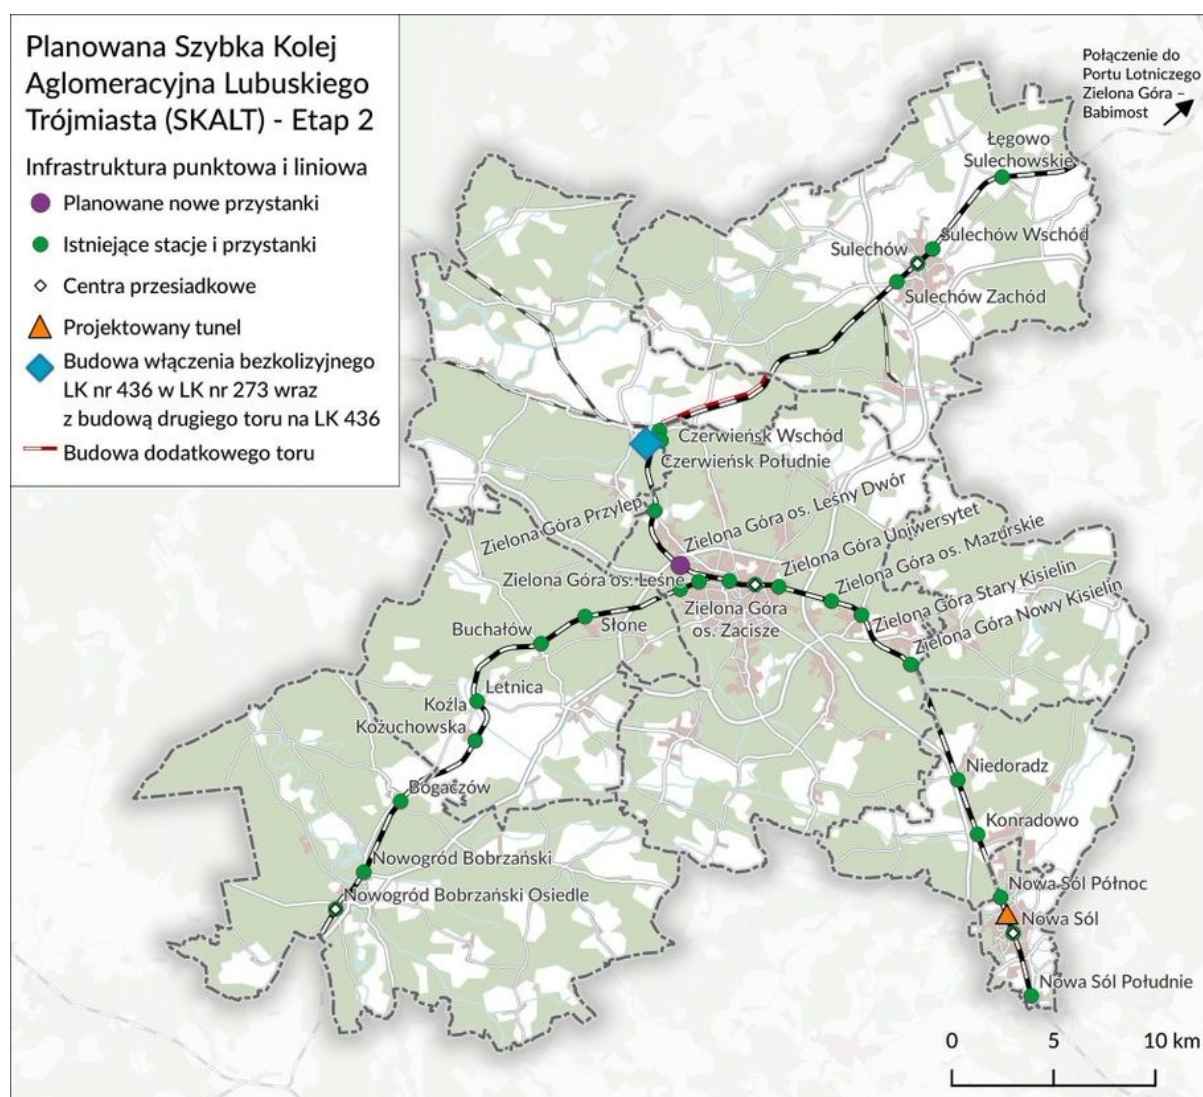 Planowana Szybka Kolej
Aglomeracyjna Lubuskiego
Trójmiasta (SKALT) - Etap 2
Infrastruktura punktowa i liniowa
Planowane nowe przystanki
Istniejące stacje i przystanki
Centra przesiadkowe
Projektowany tunel
Budowa włączenia bezkolizyjnego
LK nr 436 w LK nr 273 wraz
z budową drugiego toru na LK 436
Budowa dodatkowego toru
Połączenie do
Portu Lotniczego
Zielona Góra –
Babimost
Łęgowo
Sulechowskie
Sulechów Wschód
Sulechów
Sulechów Zachód
Czerwieńsk Wschód
Czerwieńsk Południe
Zielona Góra Przylep
Zielona Góra os. Leśny Dwór
Zielona Góra Uniwersytet
Zielona Góra os. Mazurskie
Zielona Góra Stary Kisielin
Zielona Góra Nowy Kisielin
Zielona Góra os. Leśne
Zielona Góra
os. Zacisze
Słone
Buchałów
Letnica
Koźla
Kożuchowska
Bogaczów
Nowogród Bobrzański
Nowogród Bobrzański Osiedle
Niedoradz
Konradowo
Nowa Sól Północ
Nowa Sól
Nowa Sól Południe
0 5 10 km